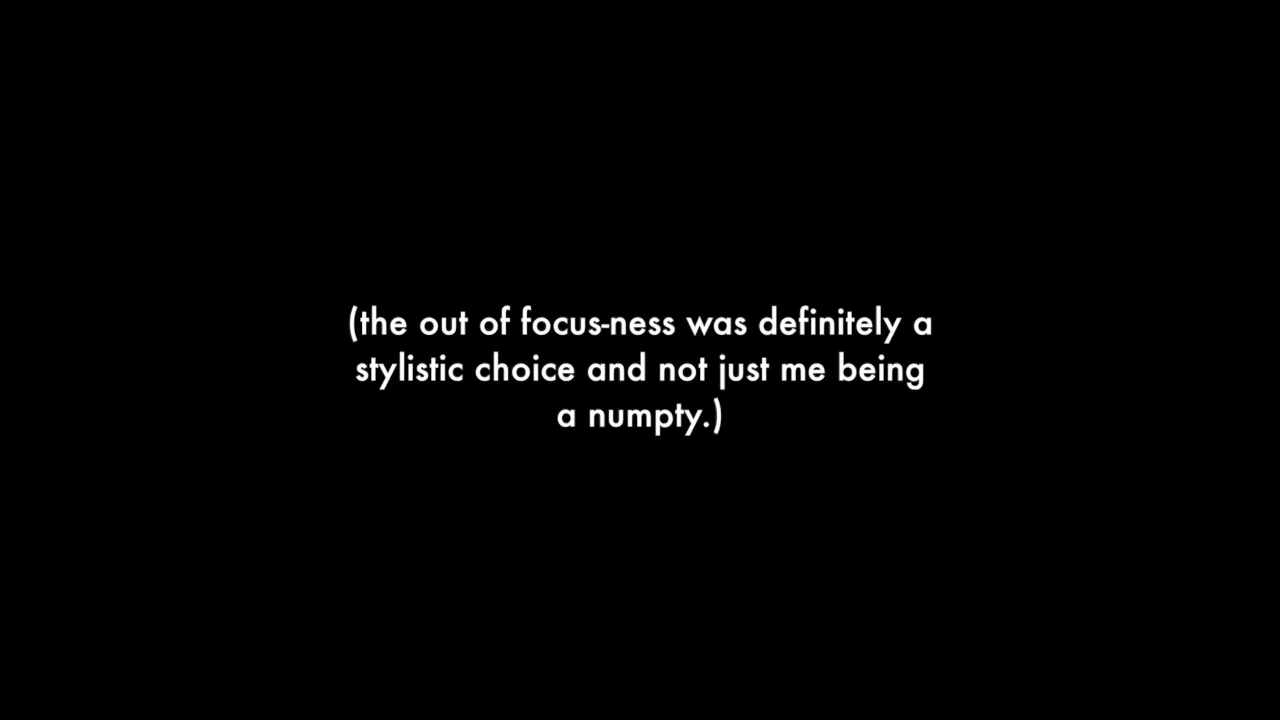 (the out of focus-ness was definitely a
stylistic choice and not just me being
a numpty.)